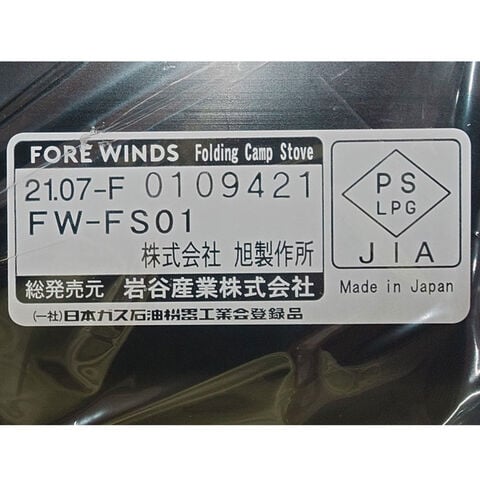 FORE WINDS Folding Camp Stove
21.07-F 0109421
FW-FS01
株式会社 旭製作所
総発売元 岩谷産業株式会社
(一社)日本ガス石油機器工業会登録品
PS
LPG
JIA
Made in Japan